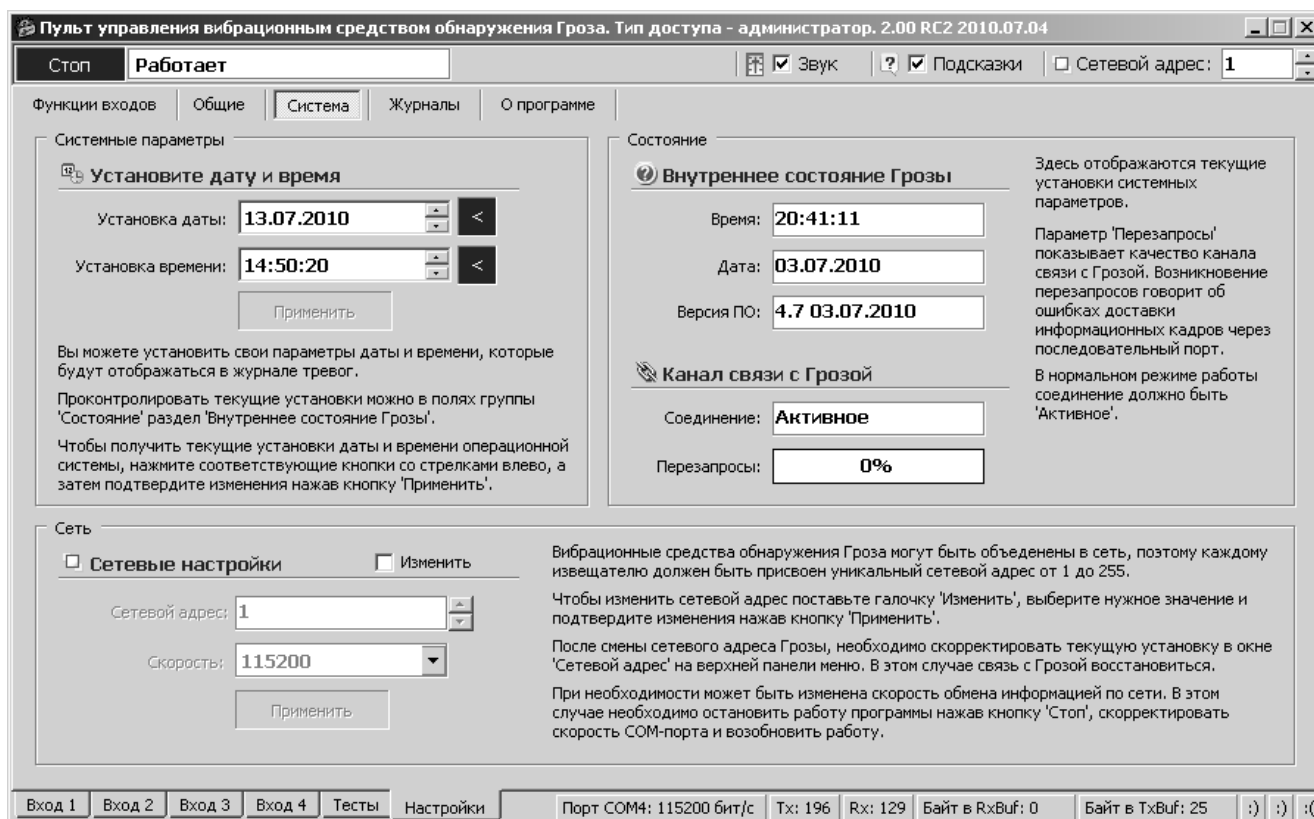 Пульт управления вибрационным средством обнаружения Гроза. Тип доступа - администратор. 2.00 RC2 2010.07.04
Стоп Работает Звук Подсказки Сетевой адрес: 1
Функции входов Общие Система Журналы О программе
Системные параметры
Установите дату и время
Установка даты: 13.07.2010 <
Установка времени: 14:50:20 <
Применить
Вы можете установить свои параметры даты и времени, которые
будут отображаться в журнале тревог.
Проконтролировать текущие установки можно в полях группы
'Состояние' раздел 'Внутреннее состояние Грозы'.
Чтобы получить текущие установки даты и времени операционной
системы, нажмите соответствующие кнопки со стрелками влево, а
затем подтвердите изменения нажав кнопку 'Применить'.
Состояние
Внутреннее состояние Грозы
Время: 20:41:11
Дата: 03.07.2010
Версия ПО: 4.7 03.07.2010
Канал связи с Грозой
Соединение: Активное
Перезапросы: 0%
Здесь отображаются текущие
установки системных
параметров.
Параметр 'Перезапросы'
показывает качество канала
связи с Грозой. Возникновение
перезапросов говорит об
ошибках доставки
информационных кадров через
последовательный порт.
В нормальном режиме работы
соединение должно быть
'Активное'.
Сеть
Сетевые настройки Изменить
Сетевой адрес: 1
Скорость: 115200
Применить
Вибрационные средства обнаружения Гроза могут быть объеденены в сеть, поэтому каждому
извещателю должен быть присвоен уникальный сетевой адрес от 1 до 255.
Чтобы изменить сетевой адрес поставьте галочку 'Изменить', выберите нужное значение и
подтвердите изменения нажав кнопку 'Применить'.
После смены сетевого адреса Грозы, необходимо скорректировать текущую установку в окне
'Сетевой адрес' на верхней панели меню. В этом случае связь с Грозой восстановиться.
При необходимости может быть изменена скорость обмена информацией по сети. В этом
случае необходимо остановить работу программы нажав кнопку 'Стоп', скорректировать
скорость COM-порта и возобновить работу.
Вход 1 Вход 2 Вход 3 Вход 4 Тесты Настройки Порт COM4: 115200 бит/с Tx: 196 Rx: 129 Байт в RxBuf: 0 Байт в TxBuf: 25 :) :) :(